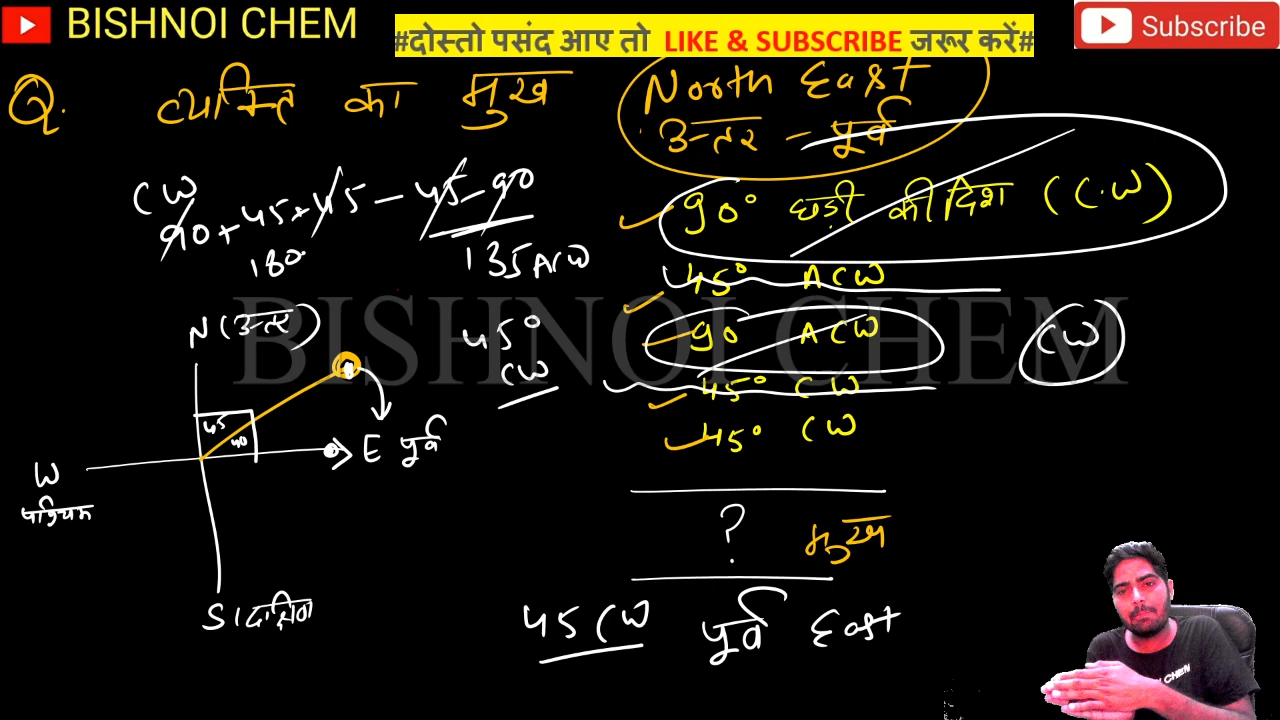 BISHNOI CHEM
#दोस्तो पसंद आए तो LIKE & SUBSCRIBE जरूर करें#
Subscribe
Q. व्यक्ति का मुख North East
उत्तर - पूर्व
CW
90+45+45 - 45-90
180 135 ACW
90° घड़ी की दिशा (C.W)
45° ACW
90 ACW
45° CW
45° CW
45°
CW
CW
BISHNOI CHEM
N (उत्तर)
45
E पूर्व
W
पश्चिम
S दक्षिण
?
मुख
45 CW पूर्व East